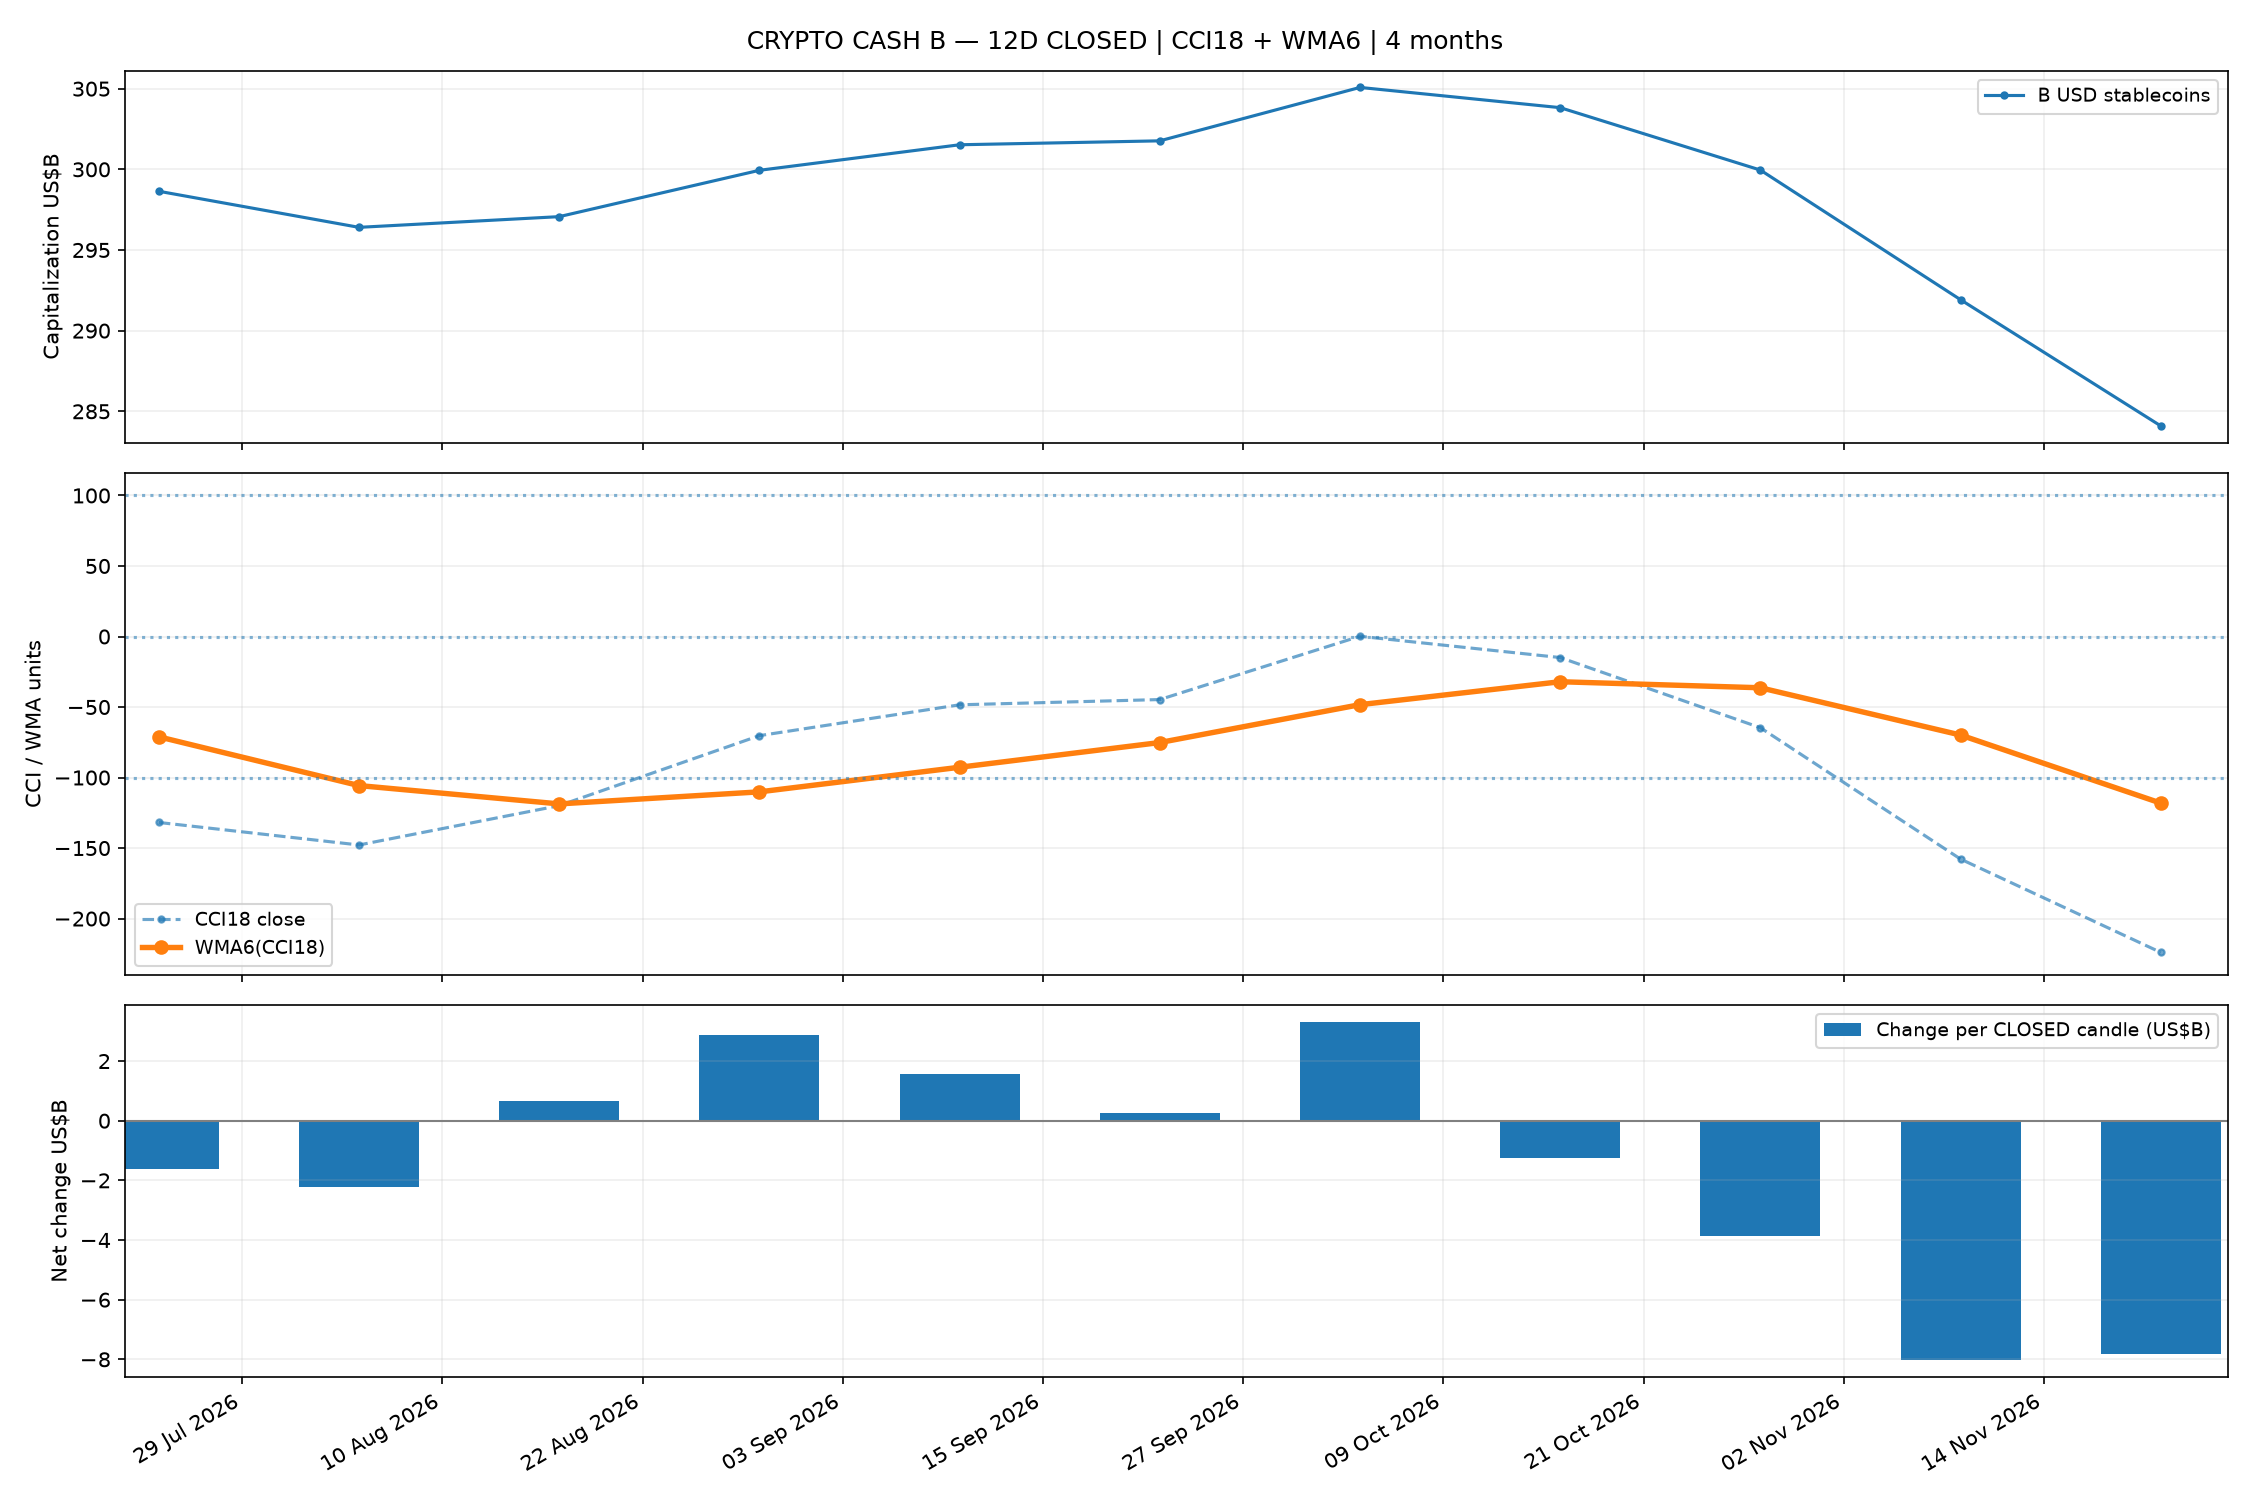 CRYPTO CASH B — 12D CLOSED | CCI18 + WMA6 | 4 months
Capitalization US$B
305
300
295
290
285
B USD stablecoins
CCI / WMA units
100
50
0
−50
−100
−150
−200
CCI18 close
WMA6(CCI18)
Net change US$B
2
0
−2
−4
−6
−8
Change per CLOSED candle (US$B)
29 Jul 2026
10 Aug 2026
22 Aug 2026
03 Sep 2026
15 Sep 2026
27 Sep 2026
09 Oct 2026
21 Oct 2026
02 Nov 2026
14 Nov 2026